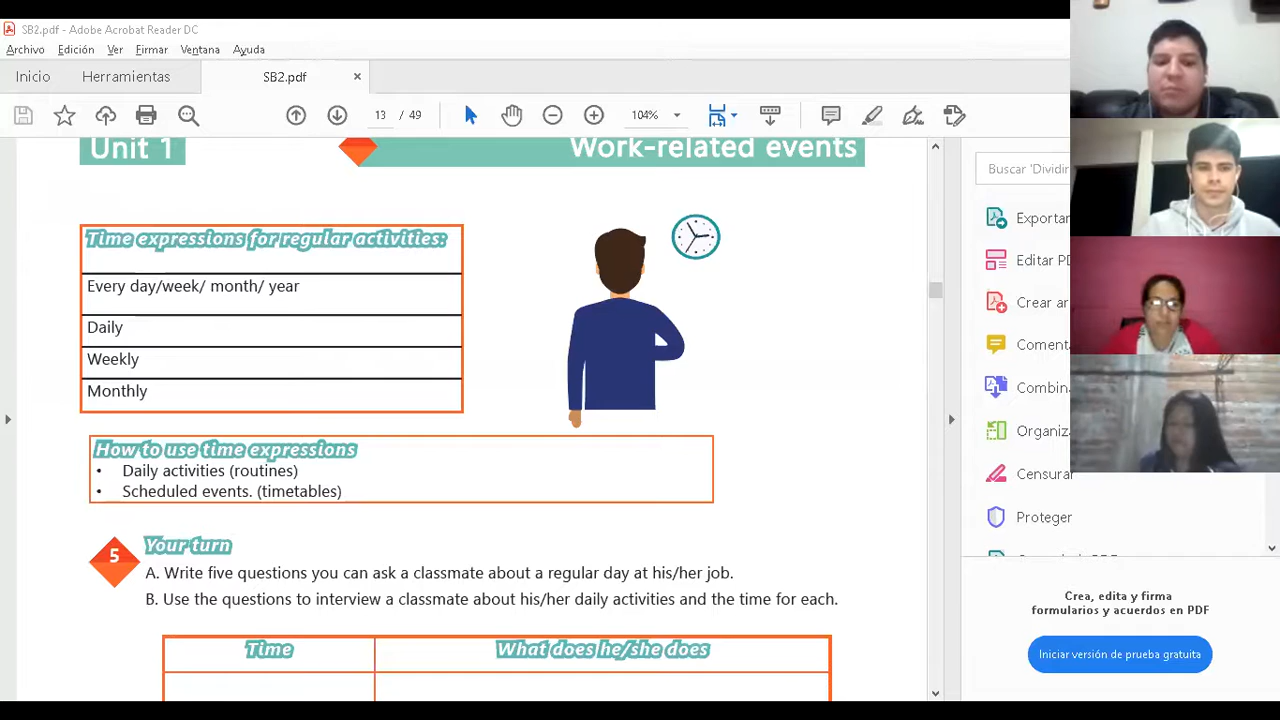 SB2.pdf - Adobe Acrobat Reader DC
Archivo Edición Ver Firmar Ventana Ayuda
Inicio Herramientas SB2.pdf ×
13 / 49 104%
Unit 1 Work-related events
Buscar 'Dividir
Time expressions for regular activities:
Every day/week/ month/ year
Daily
Weekly
Monthly
How to use time expressions
• Daily activities (routines)
• Scheduled events. (timetables)
5 Your turn
A. Write five questions you can ask a classmate about a regular day at his/her job.
B. Use the questions to interview a classmate about his/her daily activities and the time for each.
Time What does he/she does
Exportar
Editar PD
Crear ar
Comenta
Combina
Organiza
Censurar
Proteger
Crea, edita y firma
formularios y acuerdos en PDF
Iniciar versión de prueba gratuita